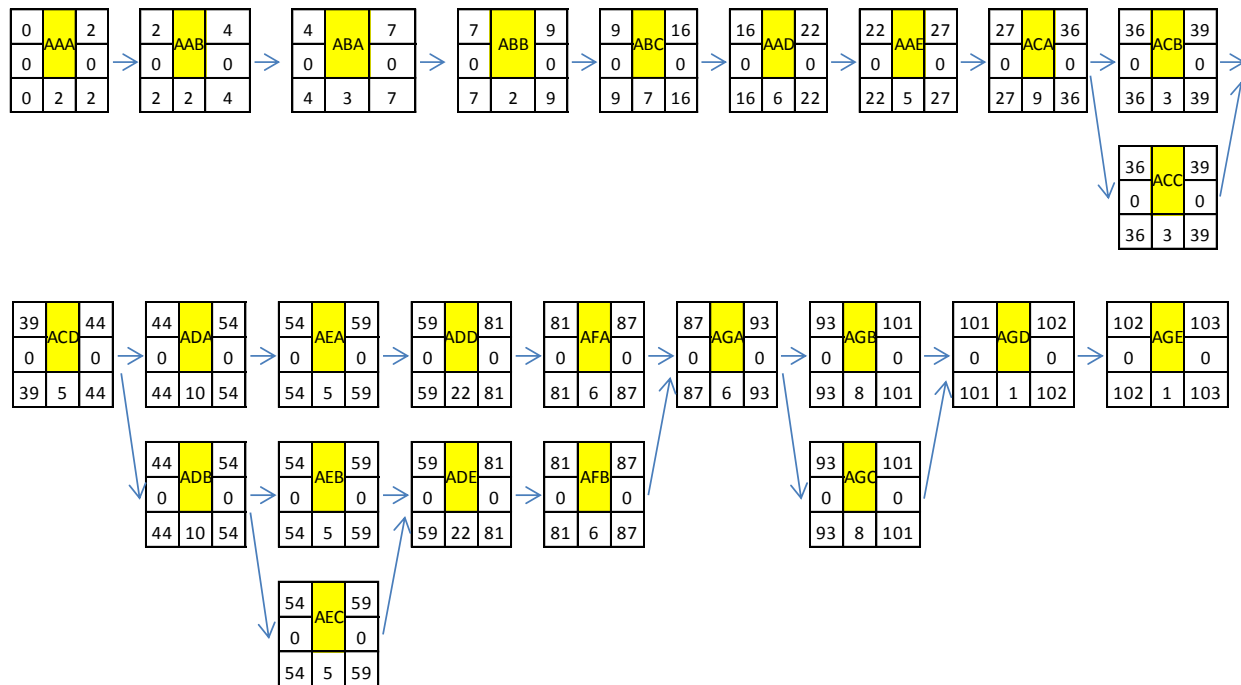 0 AAA 2 2 AAB 4 4 ABA 7 7 ABB 9 9 ABC 16 16 AAD 22 22 AAE 27 27 ACA 36 36 ACB 39
0 0 0 0 0 0 0 0 0 0 0 0 0 0 0 0 0 0
0 2 2 2 2 4 4 3 7 7 2 9 9 7 16 16 6 22 22 5 27 27 9 36 36 3 39
36 ACC 39
0 0
36 3 39
39 ACD 44 44 ADA 54 54 AEA 59 59 ADD 81 81 AFA 87 87 AGA 93 93 AGB 101 101 AGD 102 102 AGE 103
0 0 0 0 0 0 0 0 0 0 0 0 0 0 0 0 0 0
39 5 44 44 10 54 54 5 59 59 22 81 81 6 87 87 6 93 93 8 101 101 1 102 102 1 103
44 ADB 54 54 AEB 59 59 ADE 81 81 AFB 87 93 AGC 101
0 0 0 0 0 0 0 0 0 0
44 10 54 54 5 59 59 22 81 81 6 87 93 8 101
54 AEC 59
0 0
54 5 59